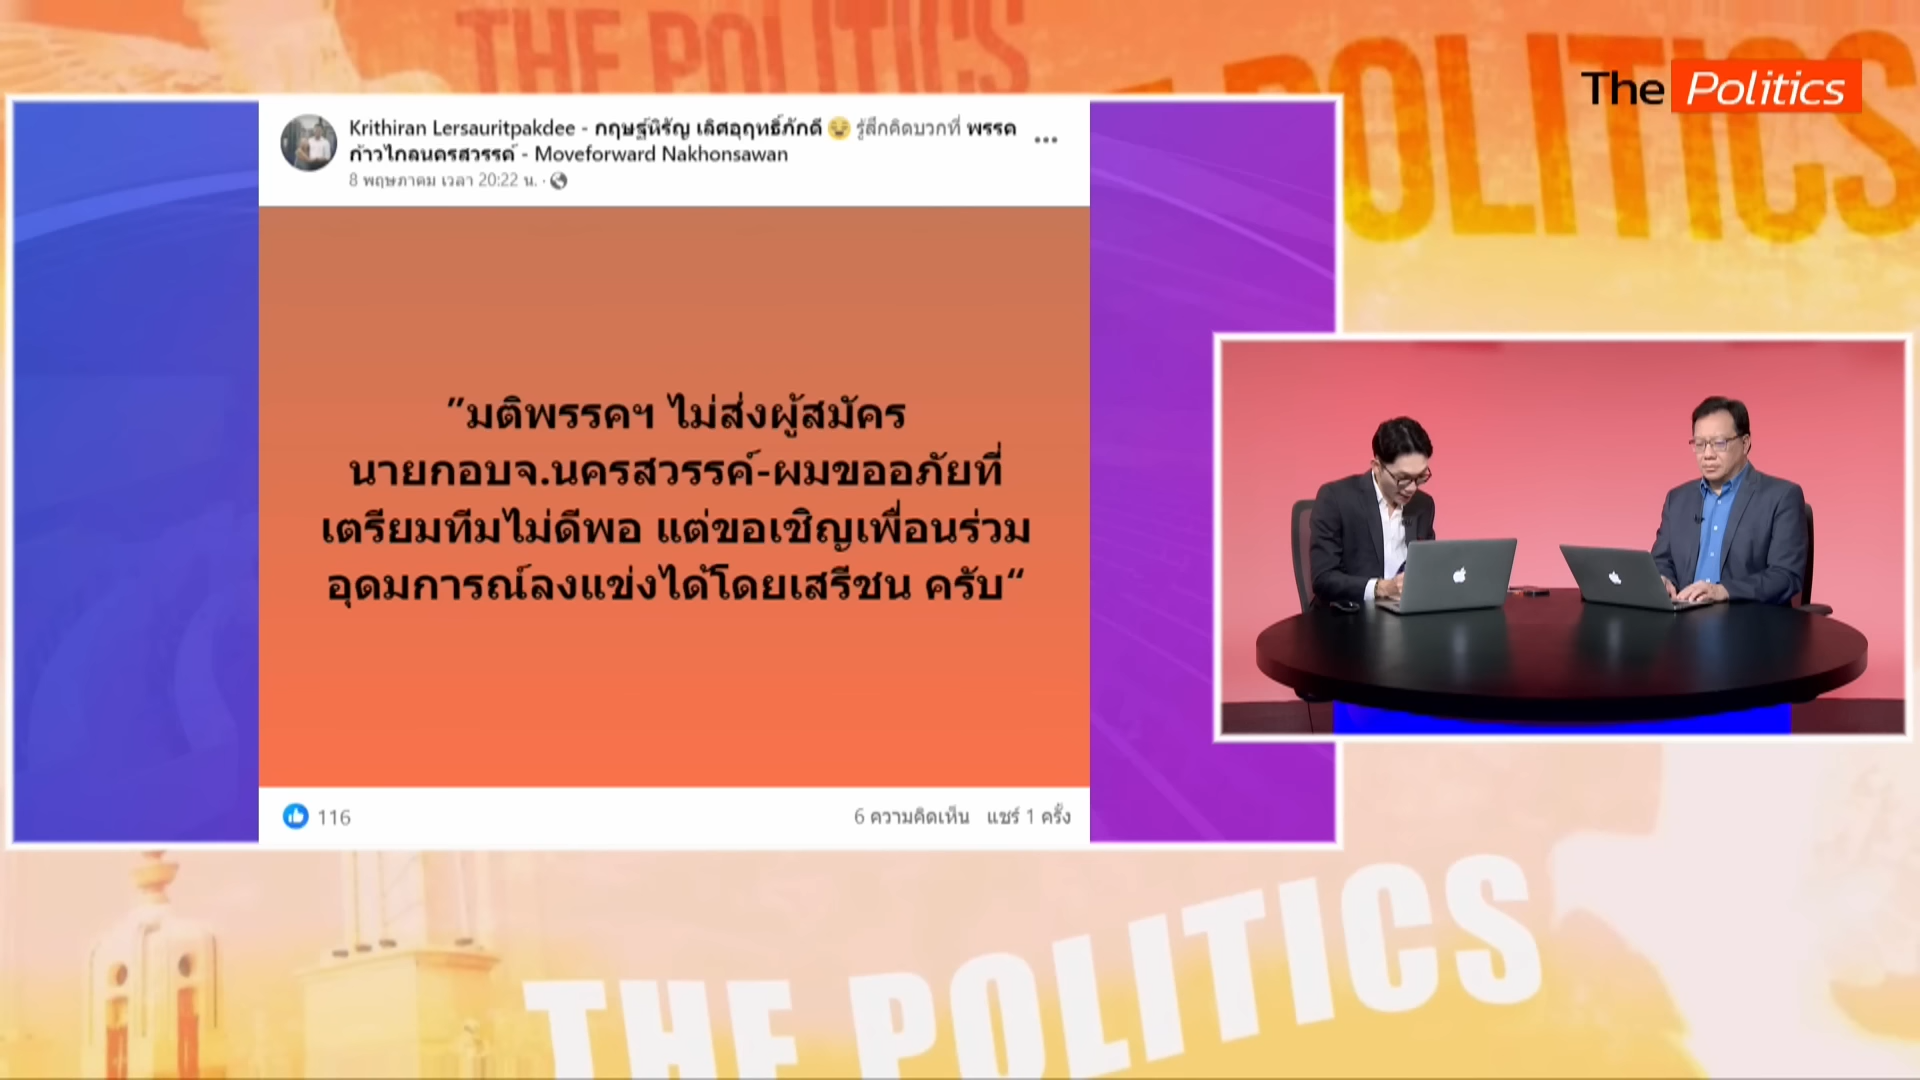 THE POLITICS
POLITICS
The Politics
Krithiran Lersauritpakdee - กฤษฐ์หิรัญ เลิศอุฤทธิ์ภักดี รู้สึกคิดบวกที่ พรรค
ก้าวไกลนครสวรรค์ - Moveforward Nakhonsawan
8 พฤษภาคม เวลา 20:22 น. ·
"มติพรรคฯ ไม่ส่งผู้สมัคร
นายกอบจ.นครสวรรค์-ผมขออภัยที่
เตรียมทีมไม่ดีพอ แต่ขอเชิญเพื่อนร่วม
อุดมการณ์ลงแข่งได้โดยเสรีชน ครับ“
116
6 ความคิดเห็น แชร์ 1 ครั้ง
THE POLITICS